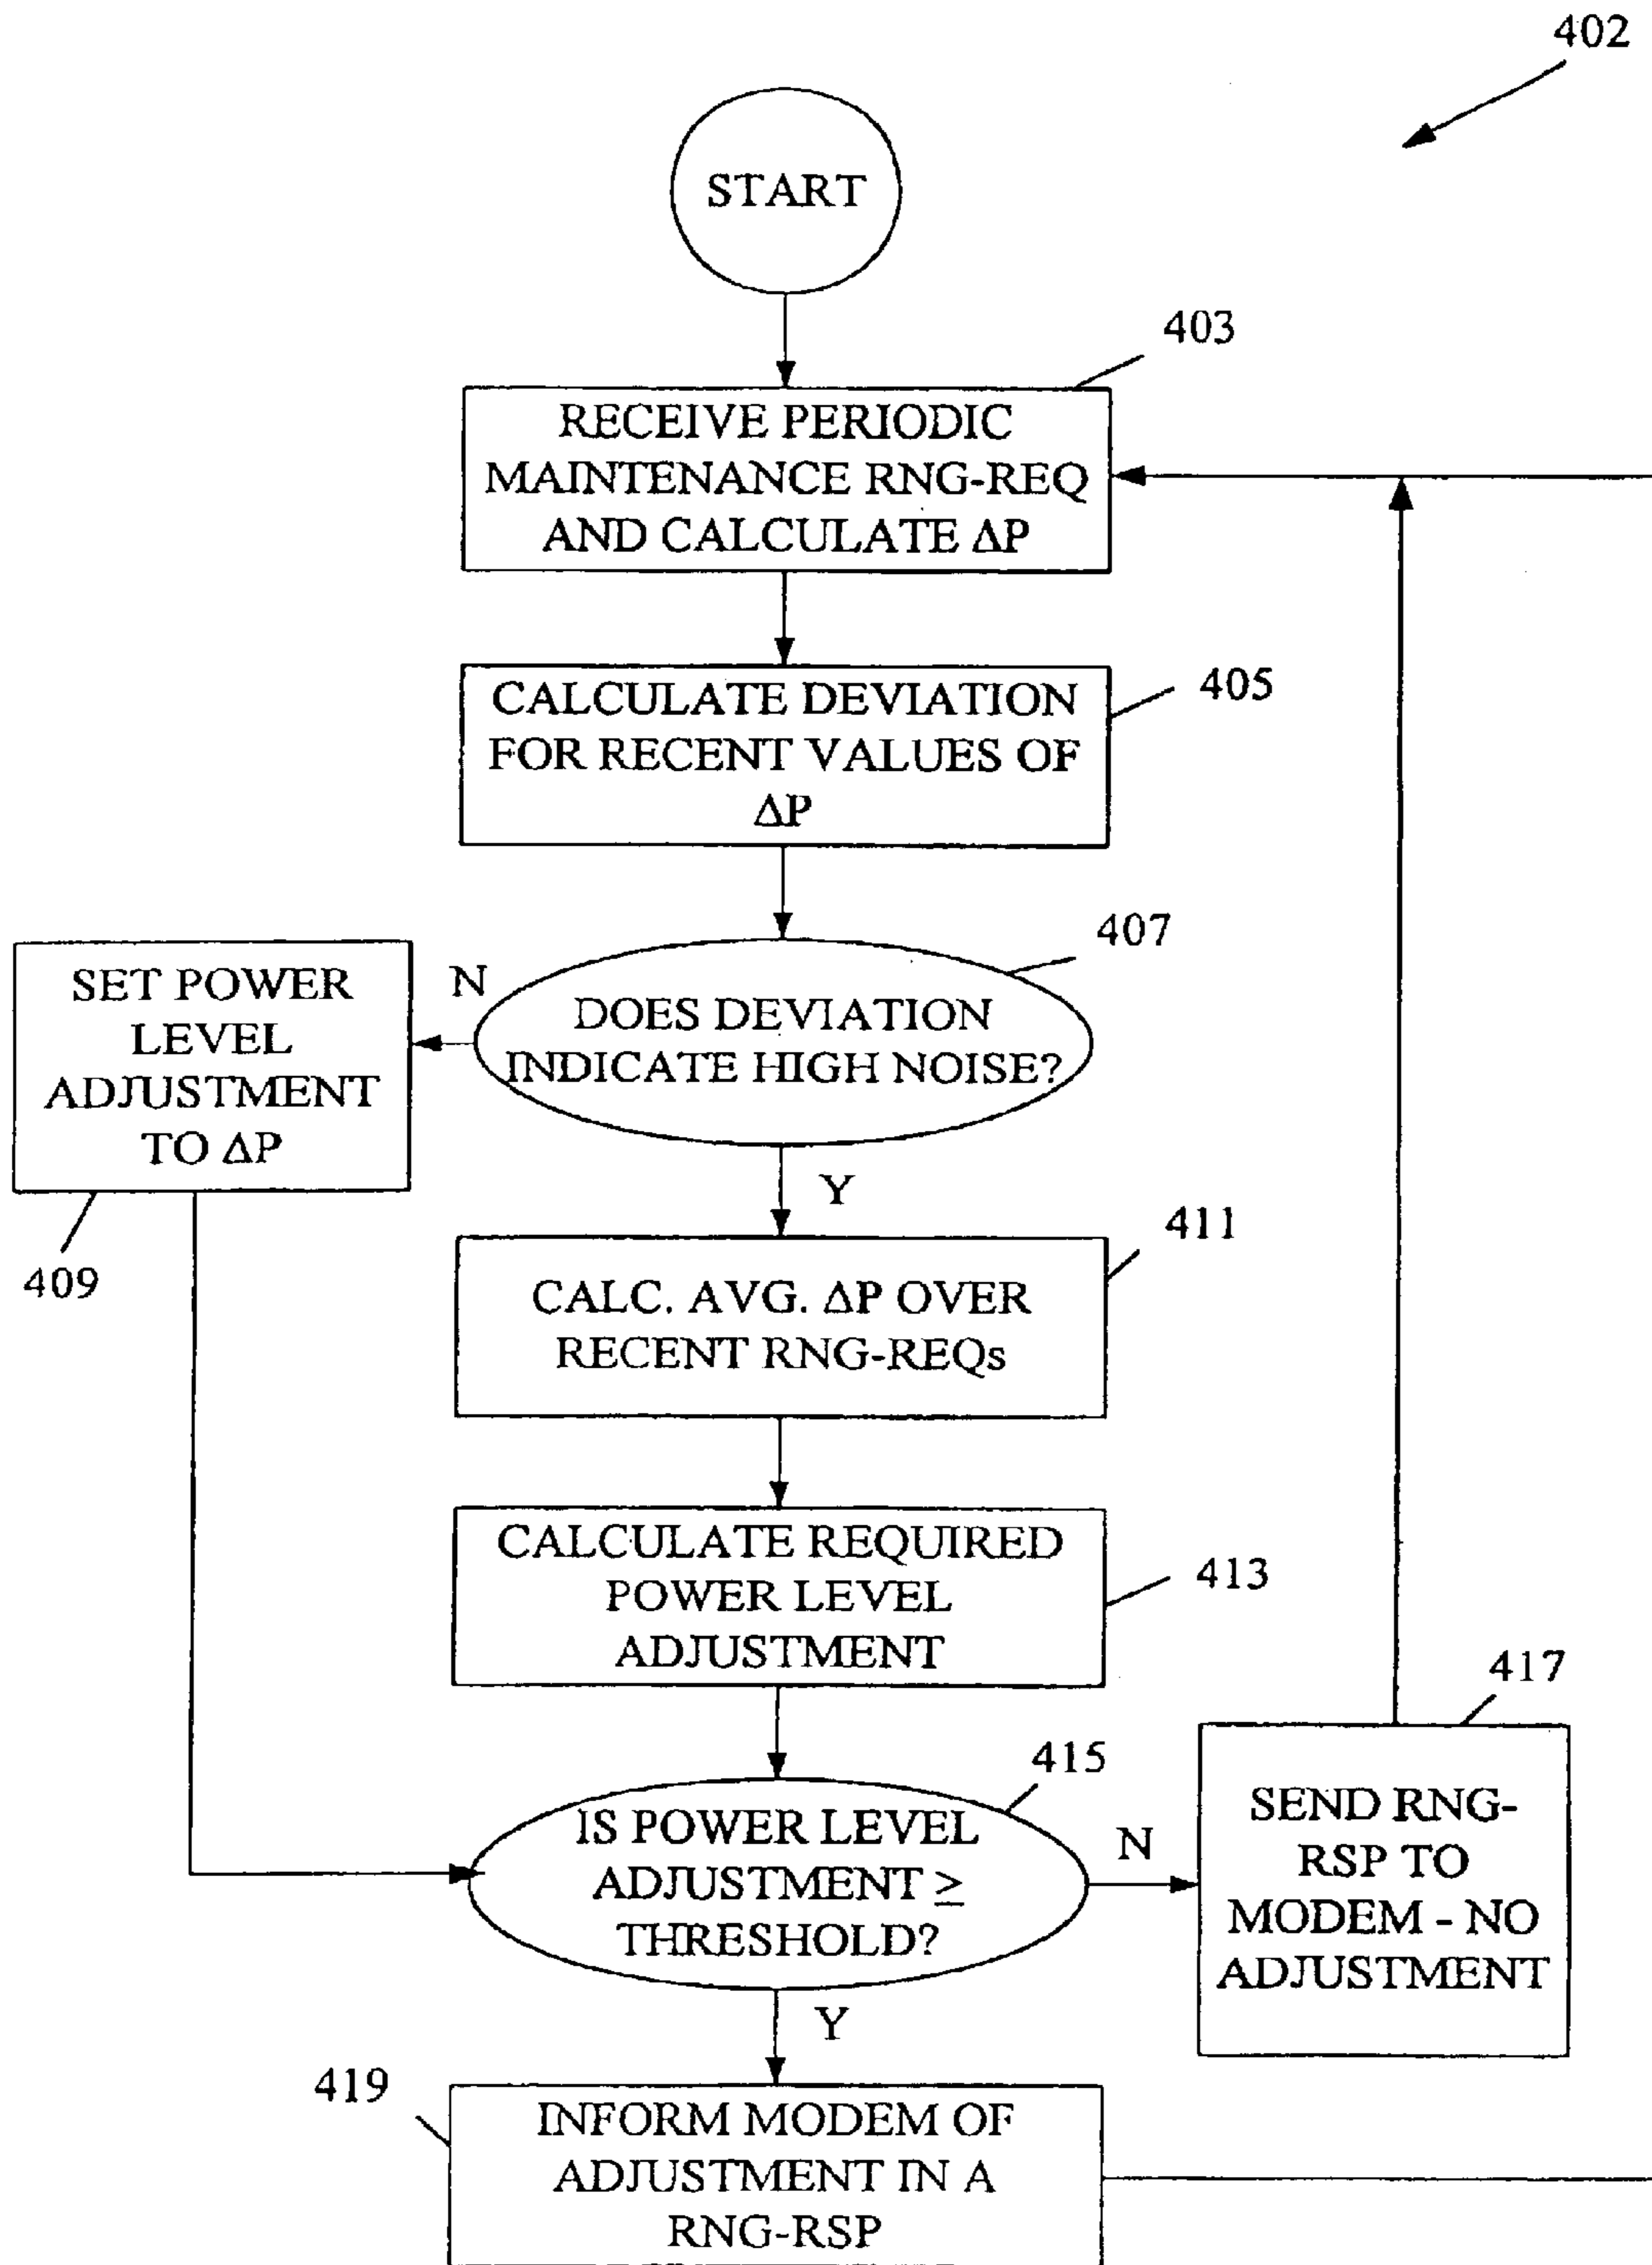 402
START
403
RECEIVE PERIODIC
MAINTENANCE RNG-REQ
AND CALCULATE ΔP
405
CALCULATE DEVIATION
FOR RECENT VALUES OF
ΔP
407
DOES DEVIATION
INDICATE HIGH NOISE?
N
SET POWER
LEVEL
ADJUSTMENT
TO ΔP
409
Y
411
CALC. AVG. ΔP OVER
RECENT RNG-REQs
413
CALCULATE REQUIRED
POWER LEVEL
ADJUSTMENT
415
IS POWER LEVEL
ADJUSTMENT ≥
THRESHOLD?
N
417
SEND RNG-
RSP TO
MODEM - NO
ADJUSTMENT
Y
419
INFORM MODEM OF
ADJUSTMENT IN A
RNG-RSP